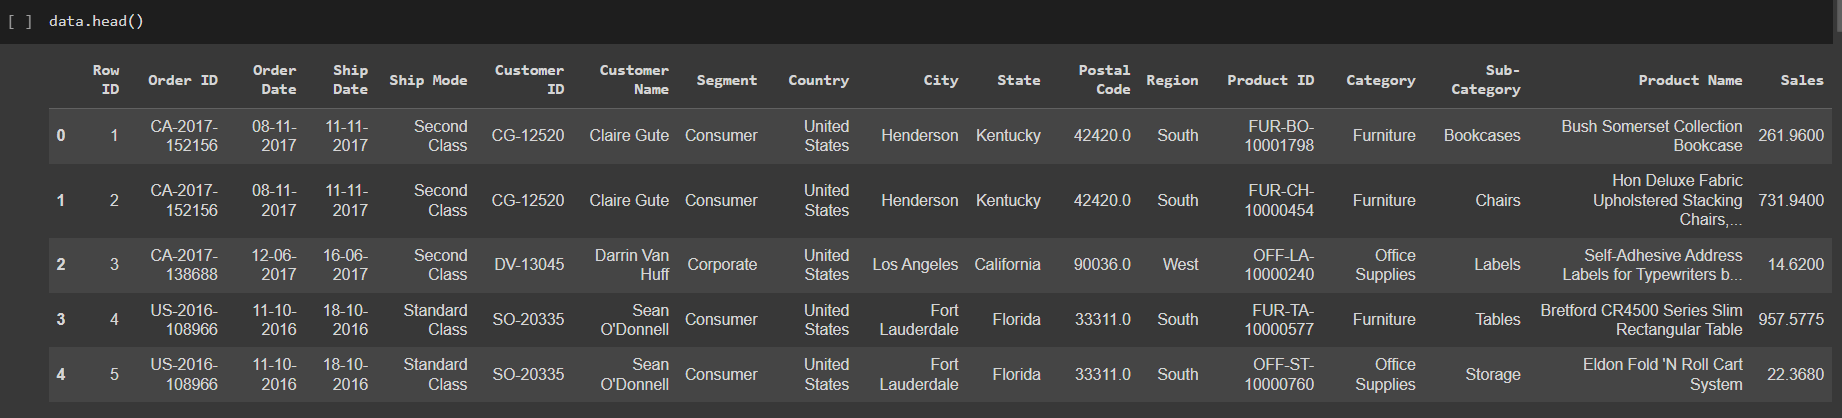 [ ] data.head()
Row ID Order ID Order Date Ship Date Ship Mode Customer ID Customer Name Segment Country City State Postal Code Region Product ID Category Sub-Category Product Name Sales
0 1 CA-2017-152156 08-11-2017 11-11-2017 Second Class CG-12520 Claire Gute Consumer United States Henderson Kentucky 42420.0 South FUR-BO-10001798 Furniture Bookcases Bush Somerset Collection Bookcase 261.9600
1 2 CA-2017-152156 08-11-2017 11-11-2017 Second Class CG-12520 Claire Gute Consumer United States Henderson Kentucky 42420.0 South FUR-CH-10000454 Furniture Chairs Hon Deluxe Fabric Upholstered Stacking Chairs,... 731.9400
2 3 CA-2017-138688 12-06-2017 16-06-2017 Second Class DV-13045 Darrin Van Huff Corporate United States Los Angeles California 90036.0 West OFF-LA-10000240 Office Supplies Labels Self-Adhesive Address Labels for Typewriters b... 14.6200
3 4 US-2016-108966 11-10-2016 18-10-2016 Standard Class SO-20335 Sean O'Donnell Consumer United States Fort Lauderdale Florida 33311.0 South FUR-TA-10000577 Furniture Tables Bretford CR4500 Series Slim Rectangular Table 957.5775
4 5 US-2016-108966 11-10-2016 18-10-2016 Standard Class SO-20335 Sean O'Donnell Consumer United States Fort Lauderdale Florida 33311.0 South OFF-ST-10000760 Office Supplies Storage Eldon Fold 'N Roll Cart System 22.3680